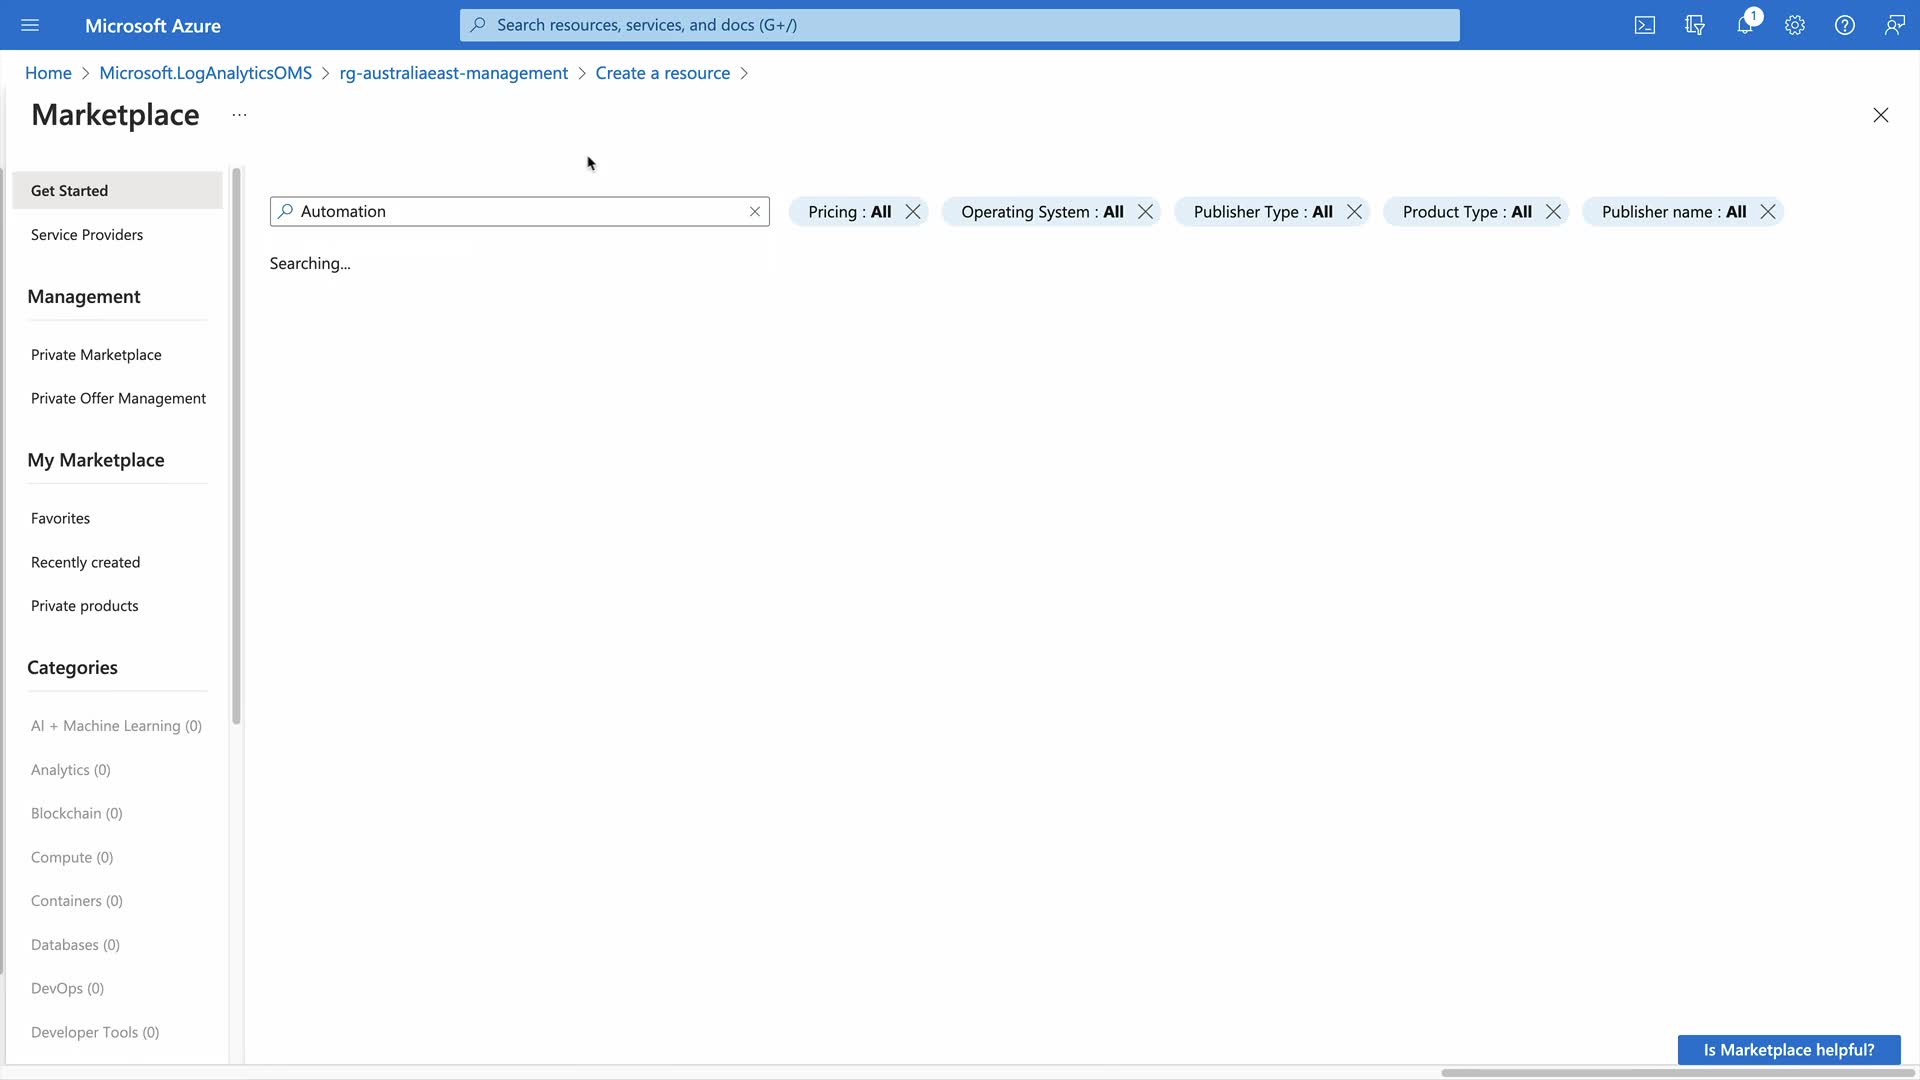 Microsoft Azure
Search resources, services, and docs (G+/)
1
Home > Microsoft.LogAnalyticsOMS > rg-australiaeast-management > Create a resource >
Marketplace ...
Get Started
Service Providers
Management
Private Marketplace
Private Offer Management
My Marketplace
Favorites
Recently created
Private products
Categories
AI + Machine Learning (0)
Analytics (0)
Blockchain (0)
Compute (0)
Containers (0)
Databases (0)
DevOps (0)
Developer Tools (0)
Automation
Pricing : All
Operating System : All
Publisher Type : All
Product Type : All
Publisher name : All
Searching...
Is Marketplace helpful?